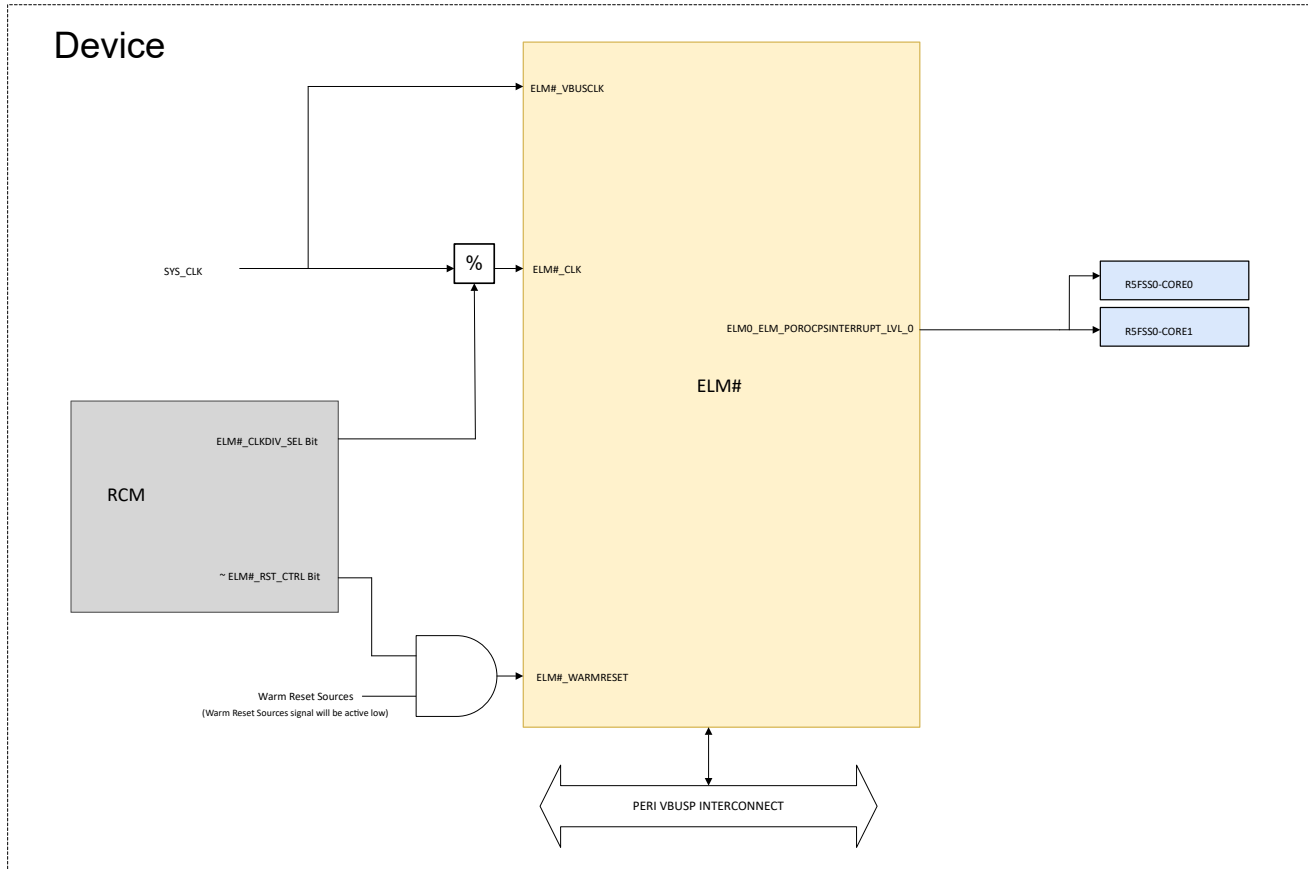 Device
ELM#_VBUSCLK
SYS_CLK
%
ELM#_CLK
R5FSS0-CORE0
ELM0_ELM_POROCPSINTERRUPT_LVL_0
R5FSS0-CORE1
ELM#
ELM#_CLKDIV_SEL Bit
RCM
~ ELM#_RST_CTRL Bit
ELM#_WARMRESET
Warm Reset Sources
(Warm Reset Sources signal will be active low)
PERI VBUSP INTERCONNECT